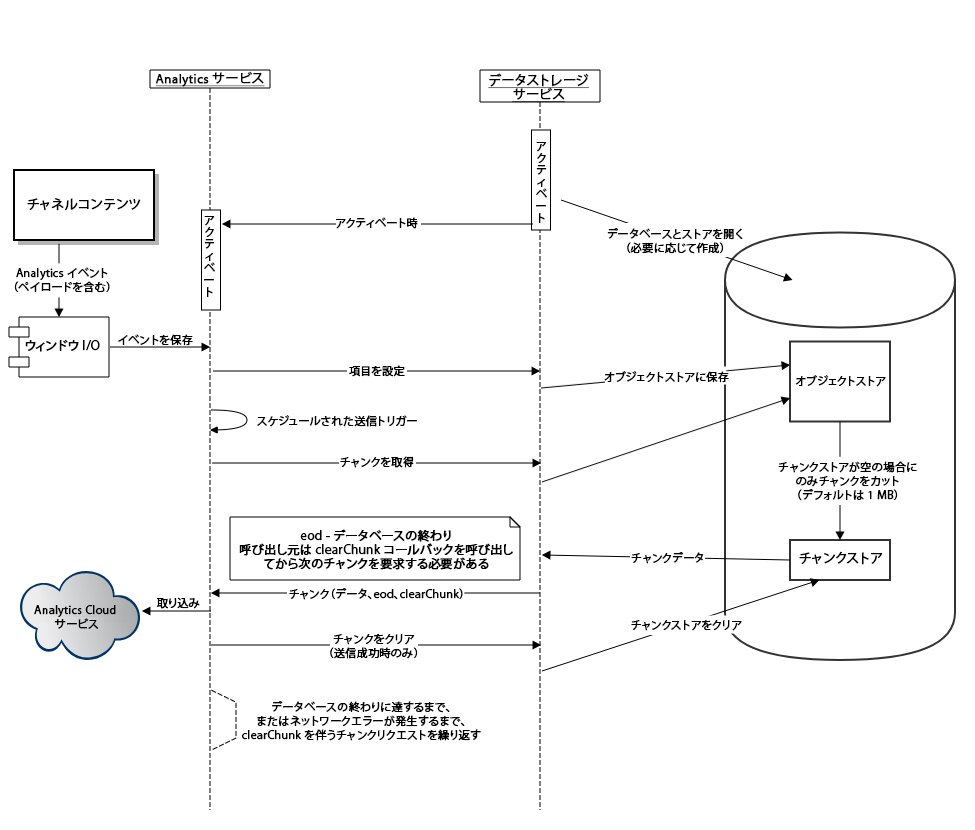 Analytics サービス
データストレージ
サービス
アクティベート
チャネルコンテンツ
アクティベート
アクティベート時
データベースとストアを開く
（必要に応じて作成）
Analytics イベント
（ペイロードを含む）
ウィンドウ I/O
イベントを保存
項目を設定
オブジェクトストアに保存
オブジェクトストア
スケジュールされた送信トリガー
チャンクを取得
チャンクストアが空の場合に
のみチャンクをカット
（デフォルトは 1 MB）
eod - データベースの終わり
呼び出し元は clearChunk コールバックを呼び出し
てから次のチャンクを要求する必要がある
チャンクデータ
チャンクストア
チャンク（データ、eod、clearChunk）
取り込み
Analytics Cloud
サービス
チャンクストアをクリア
チャンクをクリア
（送信成功時のみ）
データベースの終わりに達するまで、
またはネットワークエラーが発生するまで、
clearChunk を伴うチャンクリクエストを繰り返す